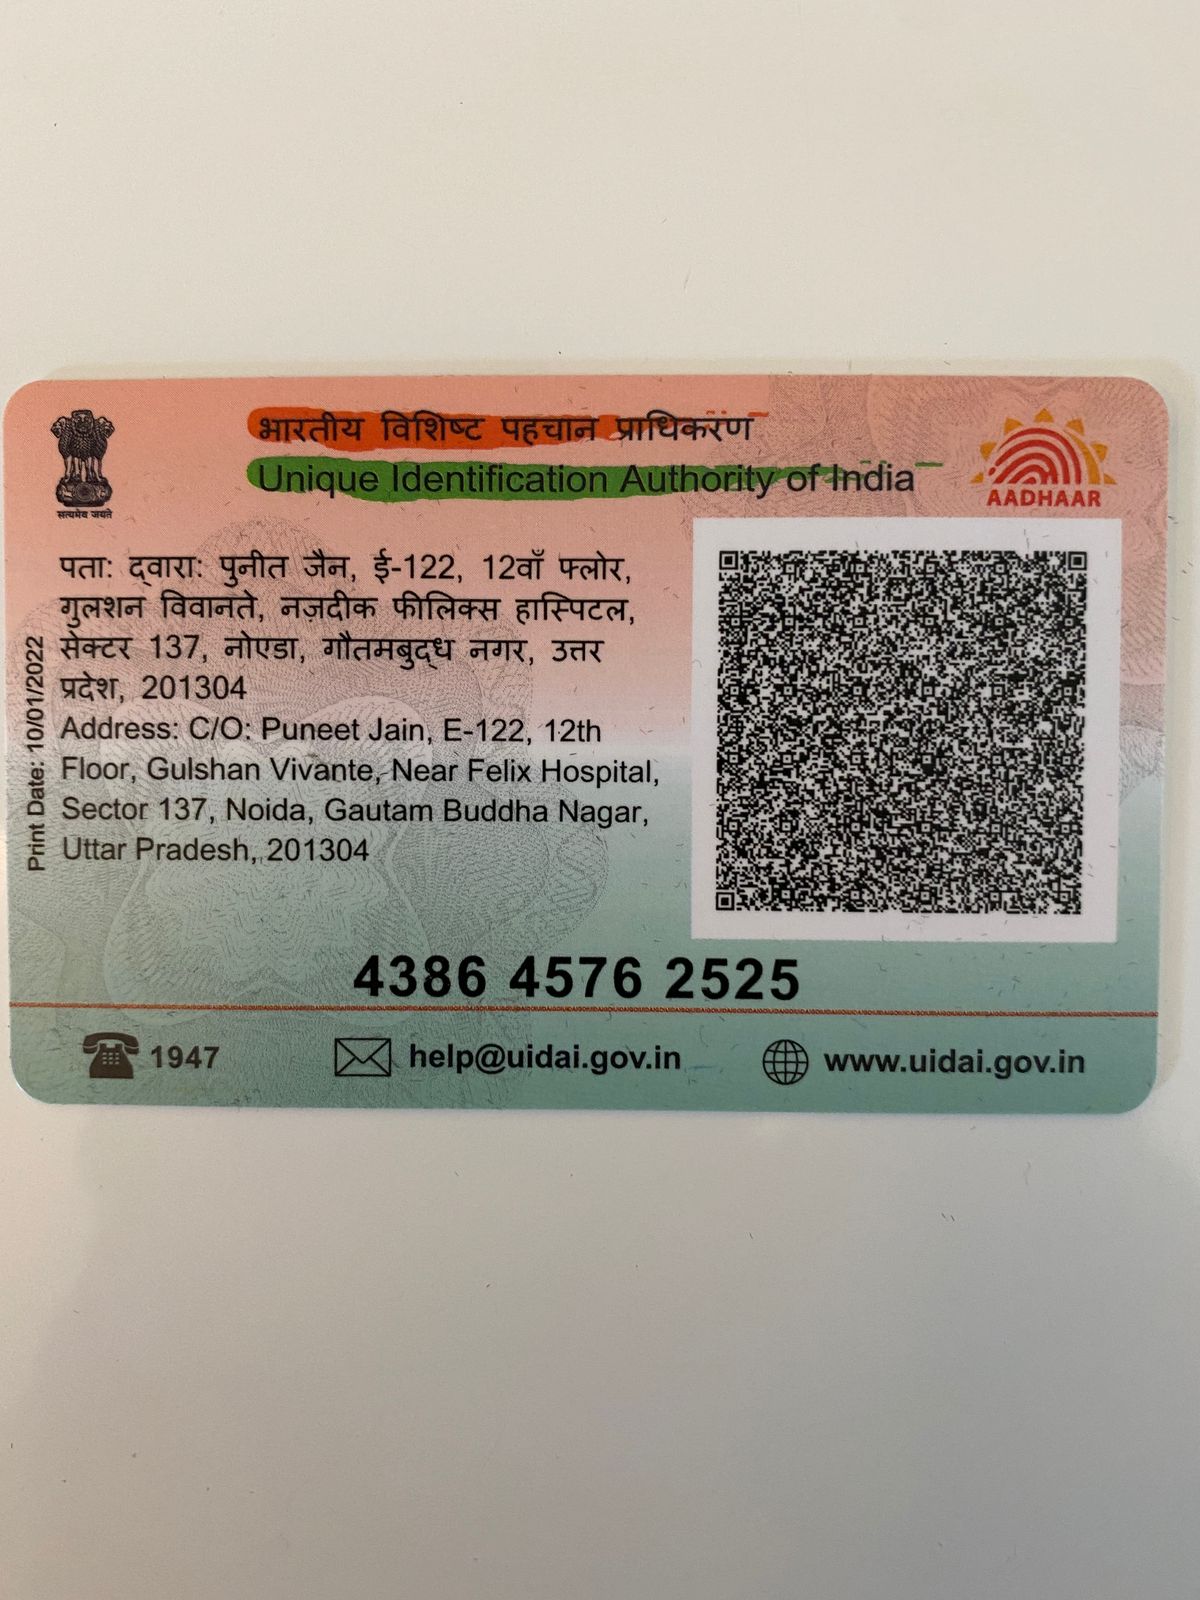 भारतीय विशिष्ट पहचान प्राधिकरण
Unique Identification Authority of India
सत्यमेव जयते
AADHAAR
पता: द्वारा: पुनीत जैन, ई-122, 12वाँ फ्लोर,
गुलशन विवानते, नज़दीक फीलिक्स हास्पिटल,
सेक्टर 137, नोएडा, गौतमबुद्ध नगर, उत्तर
प्रदेश, 201304
Address: C/O: Puneet Jain, E-122, 12th
Floor, Gulshan Vivante, Near Felix Hospital,
Sector 137, Noida, Gautam Buddha Nagar,
Uttar Pradesh, 201304
Print Date: 10/01/2022
4386 4576 2525
1947
help@uidai.gov.in
www.uidai.gov.in